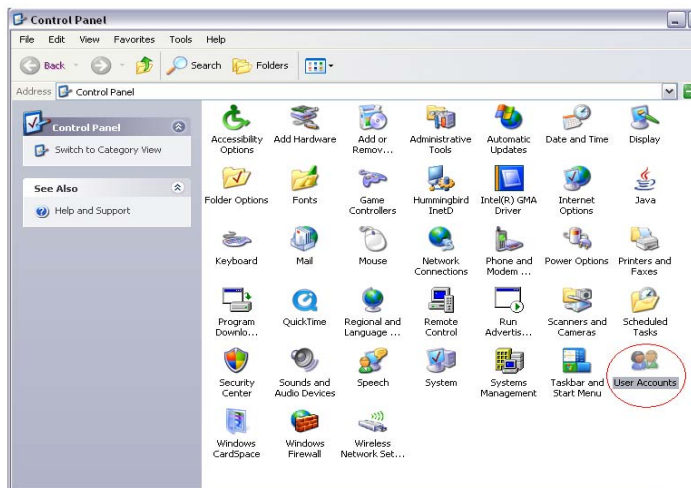 Control Panel
File Edit View Favorites Tools Help
Back Search Folders
Address Control Panel
Control Panel
Switch to Category View
See Also
Help and Support
Accessibility Options
Add Hardware
Add or Remov...
Administrative Tools
Automatic Updates
Date and Time
Display
Folder Options
Fonts
Game Controllers
Hummingbird InetD
Intel(R) GMA Driver
Internet Options
Java
Keyboard
Mail
Mouse
Network Connections
Phone and Modem ...
Power Options
Printers and Faxes
Program Downlo...
QuickTime
Regional and Language ...
Remote Control
Run Advertis...
Scanners and Cameras
Scheduled Tasks
Security Center
Sounds and Audio Devices
Speech
System
Systems Management
Taskbar and Start Menu
User Accounts
Windows CardSpace
Windows Firewall
Wireless Network Set...